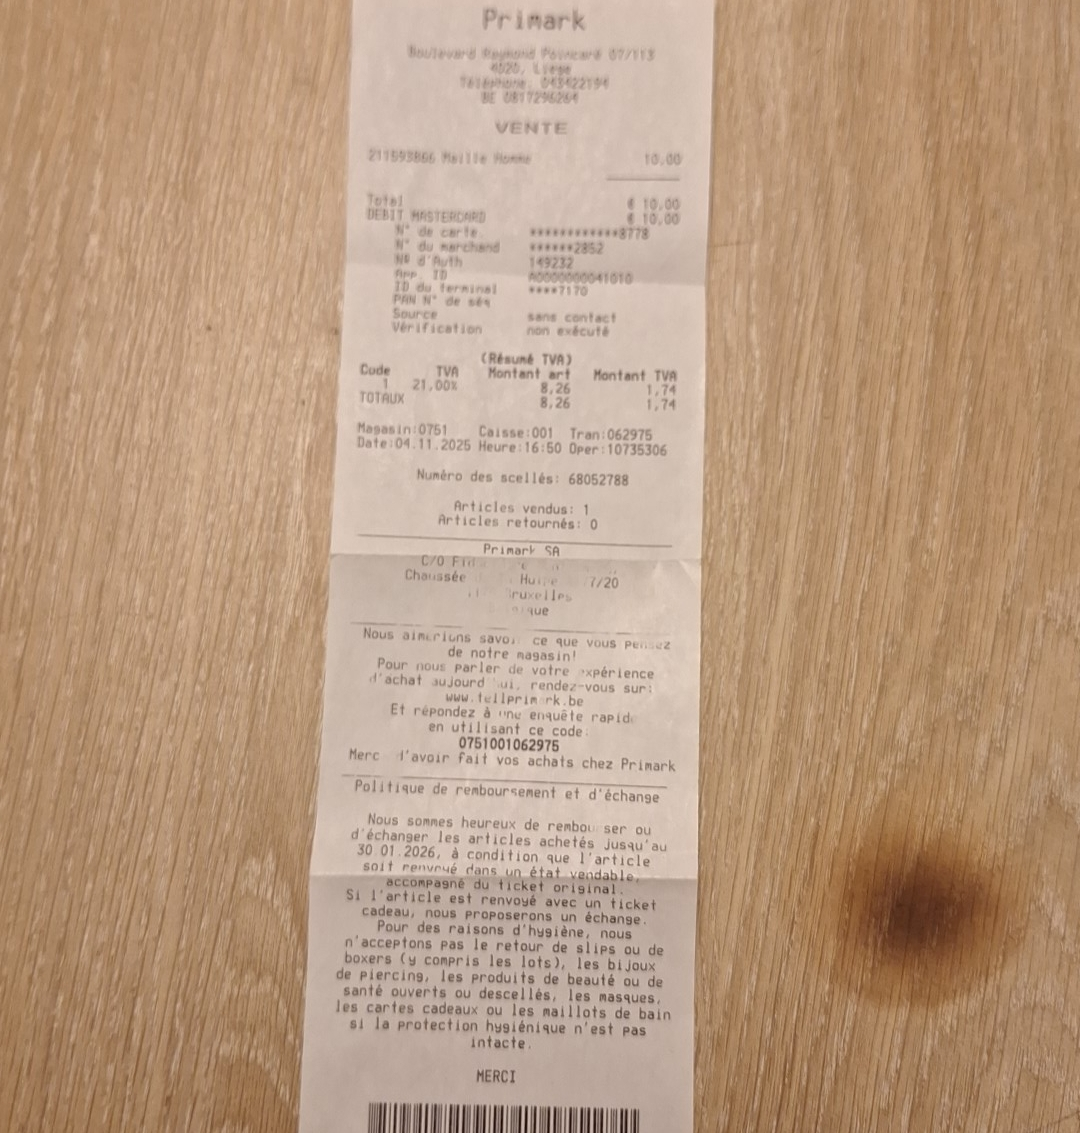 Primark
Boulevard Raymond Poincaré 07/113
4020, Liège
Téléphone: 043422194
BE 0817296264
VENTE
211593866 Maille Homme 10,00
Total € 10,00
DEBIT MASTERCARD € 10,00
N° de carte ************8778
N° du marchand ******2852
Nº d'Auth 149232
App. ID A0000000041010
ID du terminal ****7170
PAN N° de séq
Source sans contact
Vérification non exécuté
(Résumé TVA)
Code TVA Montant art Montant TVA
1 21,00% 8,26 1,74
TOTAUX 8,26 1,74
Magasin:0751 Caisse:001 Tran:062975
Date:04.11.2025 Heure:16:50 Oper:10735306
Numéro des scellés: 68052788
Articles vendus: 1
Articles retournés: 0
Primark SA
C/O
Chaussée 7/20
Bruxelles
Nous aimerions savoir ce que vous pensez
de notre magasin!
Pour nous parler de votre expérience
d'achat aujourd'hui, rendez-vous sur:
www.tellprimark.be
Et répondez à une enquête rapide
en utilisant ce code:
0751001062975
Merci d'avoir fait vos achats chez Primark
Politique de remboursement et d'échange
Nous sommes heureux de rembourser ou
d'échanger les articles achetés jusqu'au
30.01.2026, à condition que l'article
soit renvoyé dans un état vendable,
accompagné du ticket original.
Si l'article est renvoyé avec un ticket
cadeau, nous proposerons un échange.
Pour des raisons d'hygiène, nous
n'acceptons pas le retour de slips ou de
boxers (y compris les lots), les bijoux
de piercing, les produits de beauté ou de
santé ouverts ou descellés, les masques,
les cartes cadeaux ou les maillots de bain
si la protection hygiénique n'est pas
intacte.
MERCI